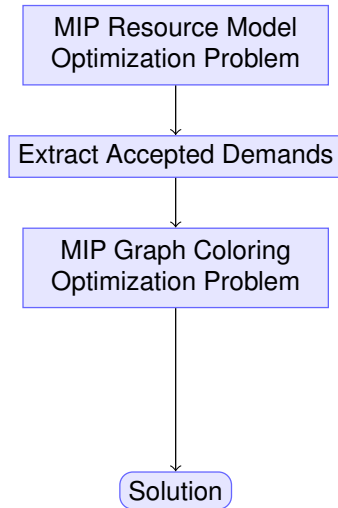 MIP Resource Model
Optimization Problem
Extract Accepted Demands
MIP Graph Coloring
Optimization Problem
Solution